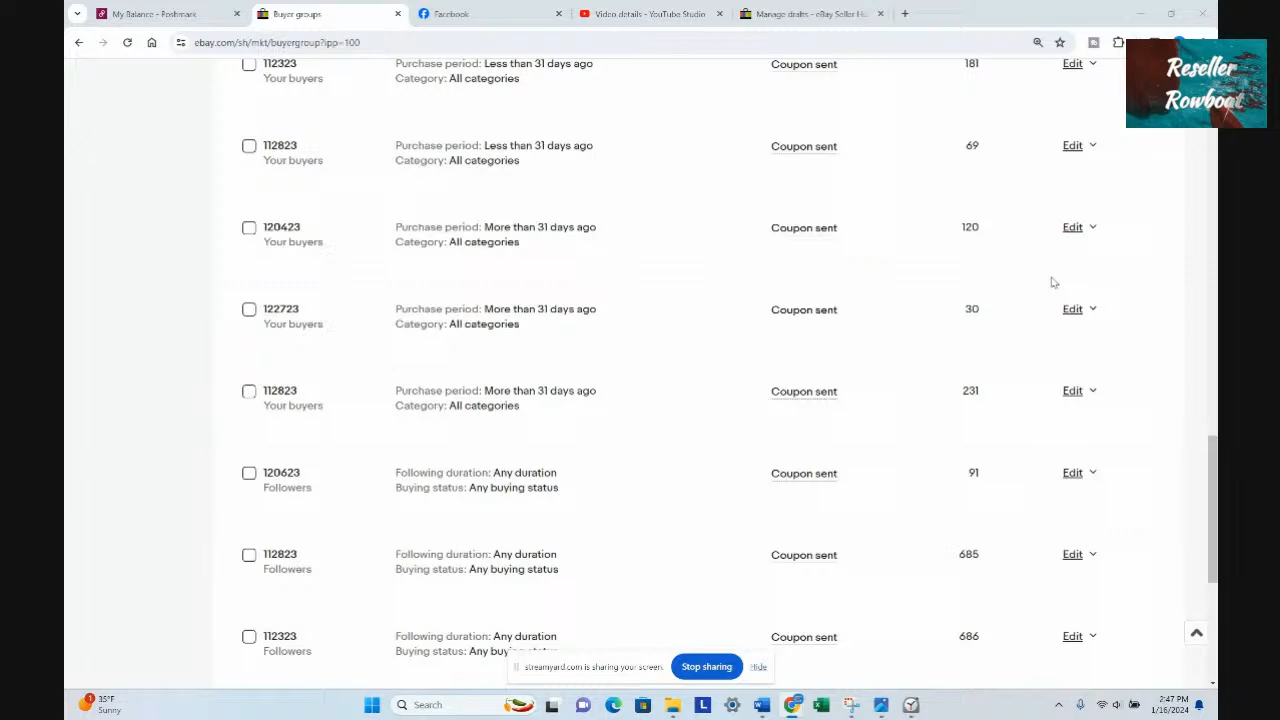 My Balance - Poshmark
Buyer groups
Facebook
Video details - YouTube Studio
Manage drafts - eBay Seller Hu
ebay.com/sh/mkt/buyergroup?ipp=100
Reseller
Rowboat
112323 Purchase period: Less than 31 days ago Coupon sent 181 Edit
Your buyers Category: All categories
112823 Purchase period: Less than 31 days ago Coupon sent 69 Edit
Your buyers Category: All categories
120423 Purchase period: More than 31 days ago Coupon sent 120 Edit
Your buyers Category: All categories
122723 Purchase period: More than 31 days ago Coupon sent 30 Edit
Your buyers Category: All categories
112823 Purchase period: More than 31 days ago Coupon sent 231 Edit
Your buyers Category: All categories
120623 Following duration: Any duration Coupon sent 91 Edit
Followers Buying status: Any buying status
112823 Following duration: Any duration Coupon sent 685 Edit
Followers Buying status: Any buying status
112323 Following duration: Any duration Coupon sent 686 Edit
Followers Buying status: Any
streamyard.com is sharing your screen. Stop sharing Hide
35°F
Sunny
Search
2:47 PM
1/16/2024